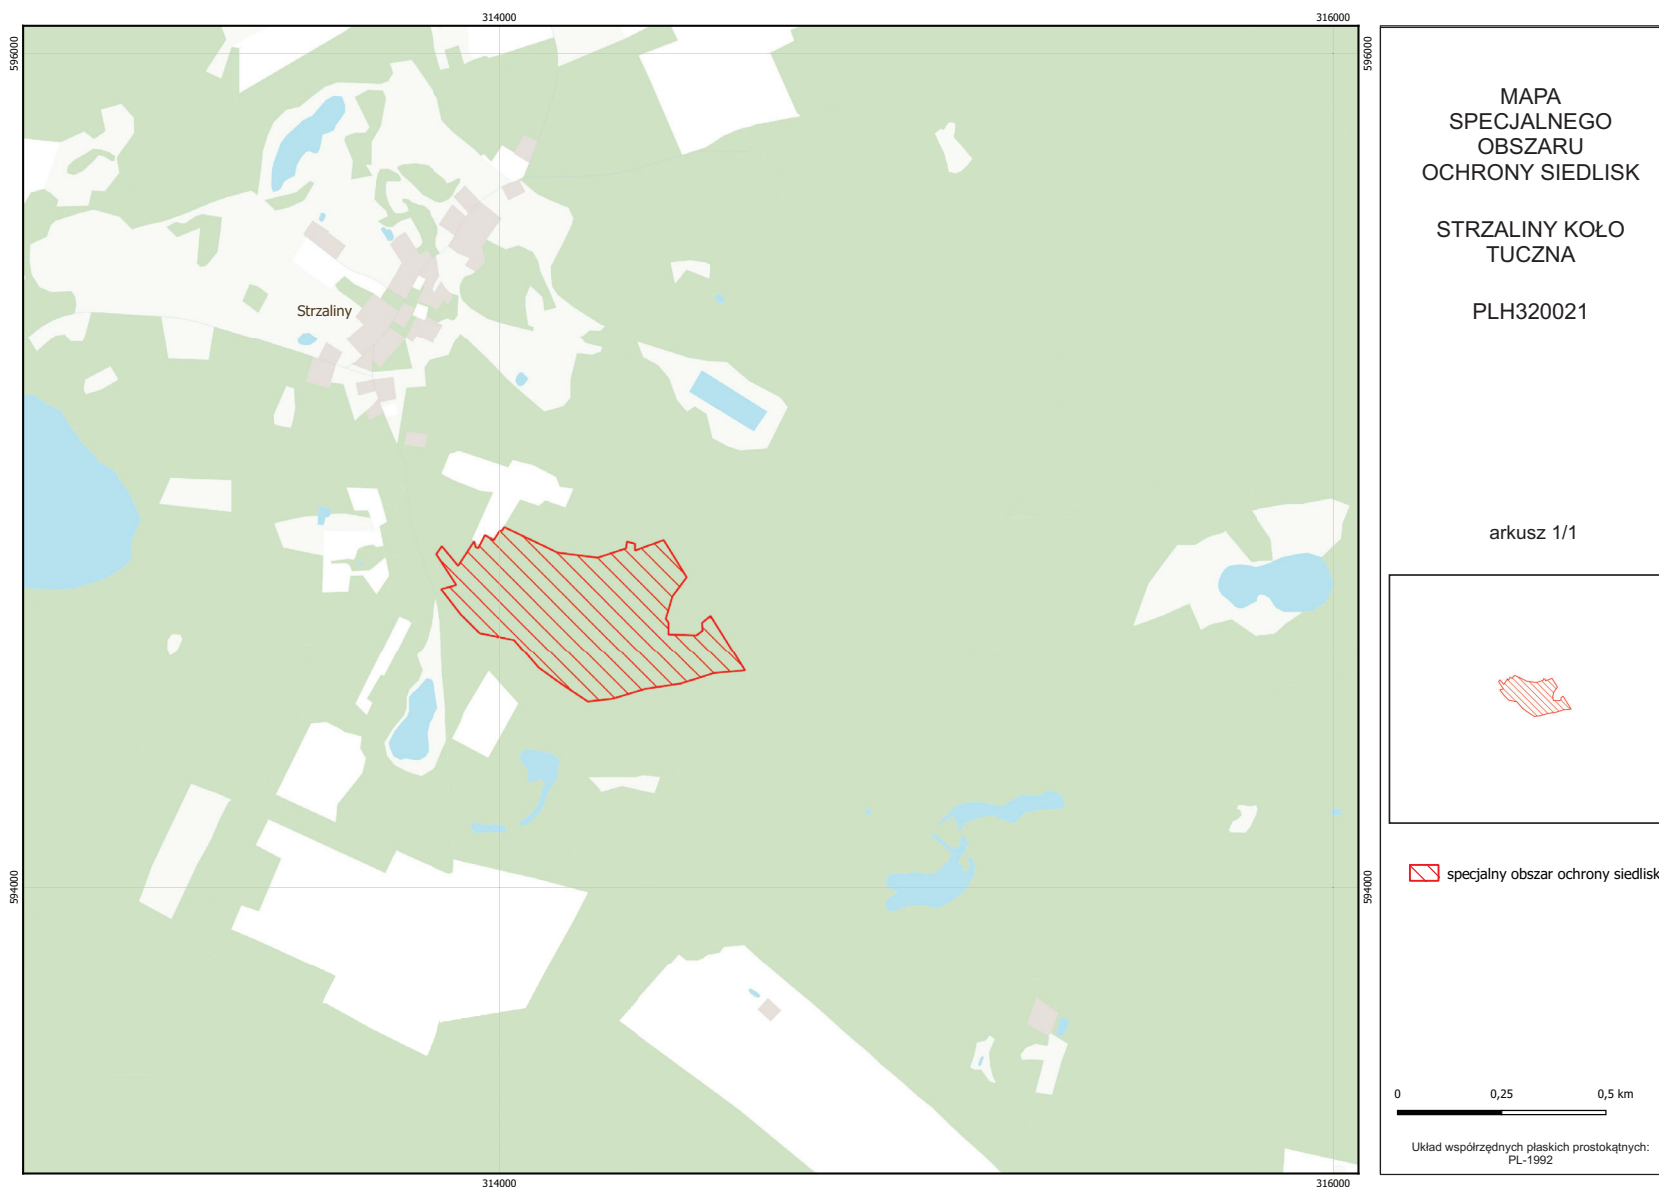 314000
316000
596000
596000
MAPA
SPECJALNEGO
OBSZARU
OCHRONY SIEDLISK
STRZALINY KOŁO
TUCZNA
PLH320021
Strzaliny
arkusz 1/1
specjalny obszar ochrony siedlisk
594000
594000
0 0,25 0,5 km
Układ współrzędnych płaskich prostokątnych:
PL-1992
314000
316000